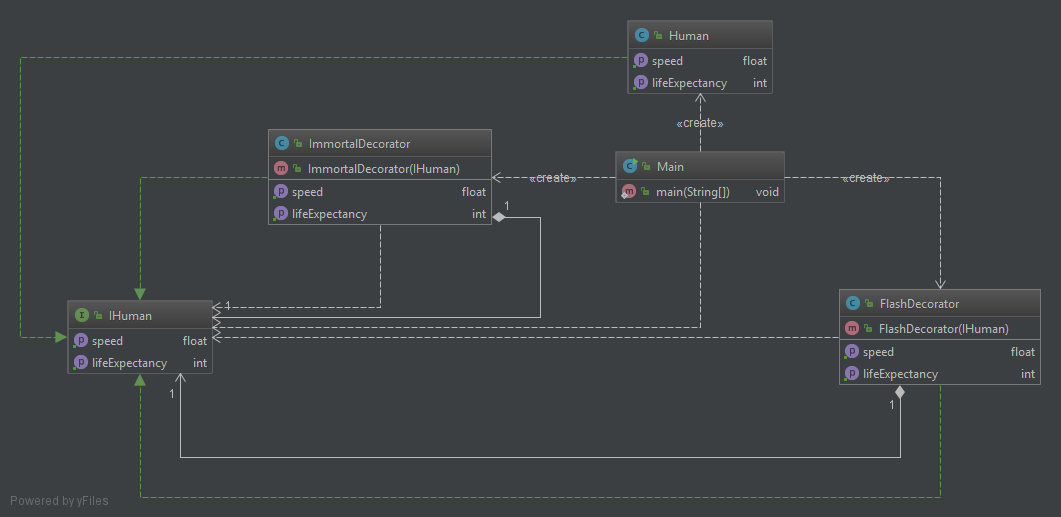 Human
speed float
lifeExpectancy int
«create»
ImmortalDecorator
ImmortalDecorator(IHuman)
speed float
lifeExpectancy int
1
Main
main(String[]) void
«create»
«create»
IHuman
speed float
lifeExpectancy int
1
1
FlashDecorator
FlashDecorator(IHuman)
speed float
lifeExpectancy int
1
Powered by yFiles